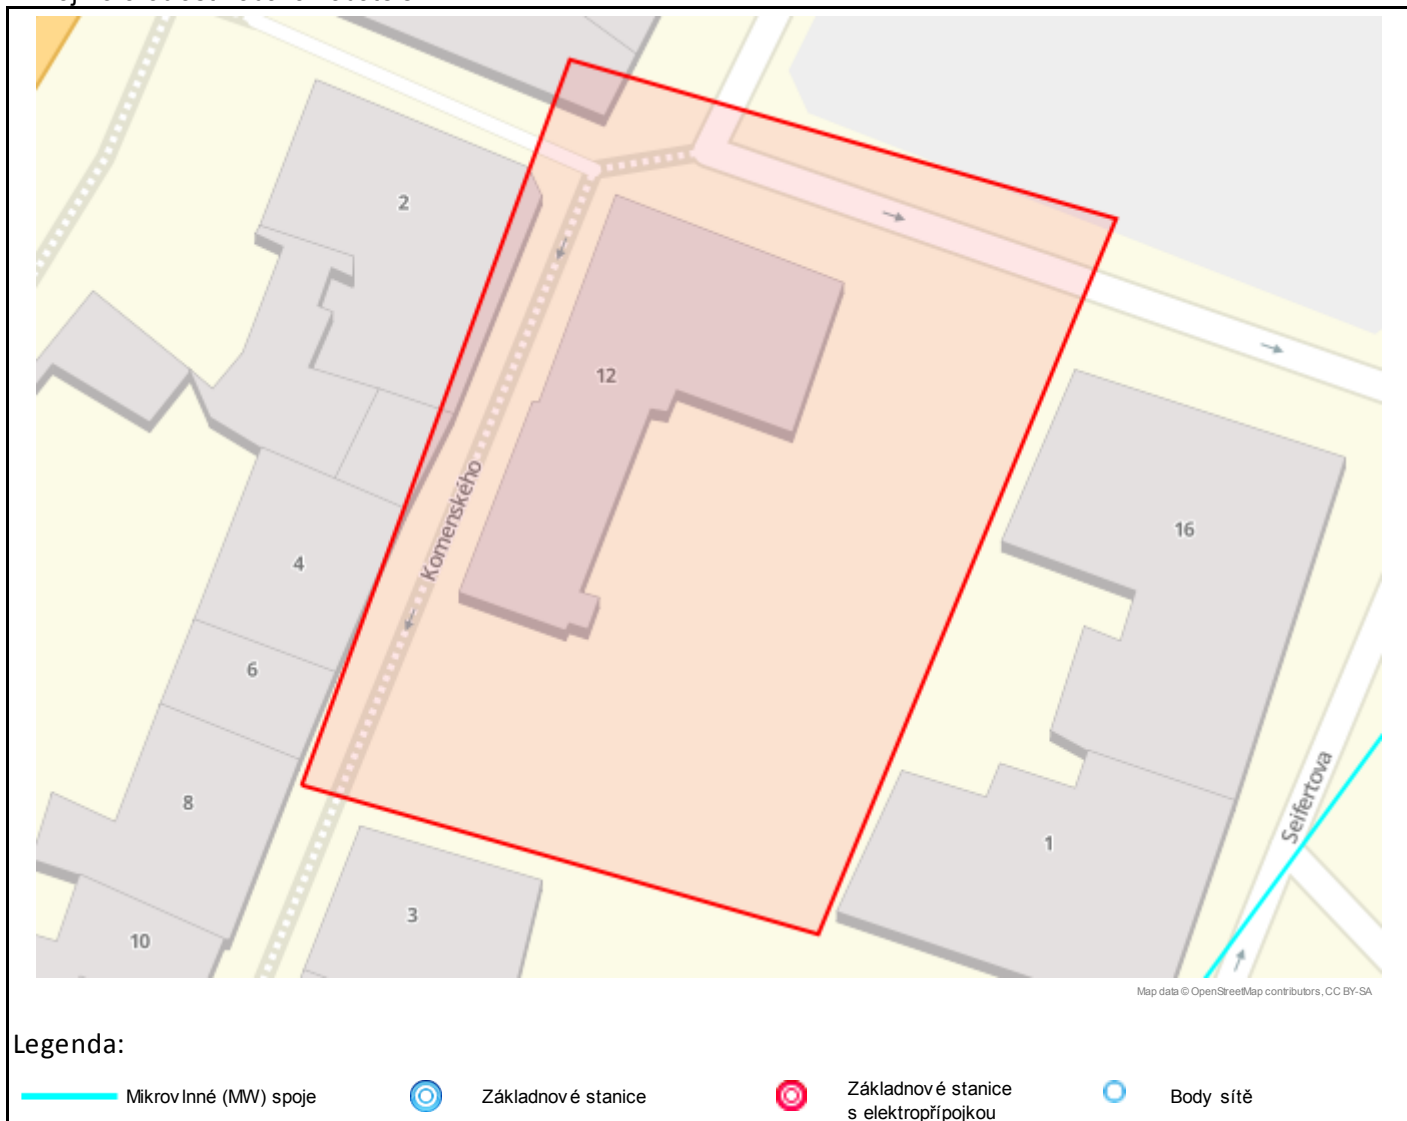 2
12
Komenského
4
16
6
8
Seifertova
1
3
10
Map data © OpenStreetMap contributors, CC BY-SA
Legenda:
Mikrovlnné (MW) spoje
Základnové stanice
Základnové stanice
s elektropřípojkou
Body sítě